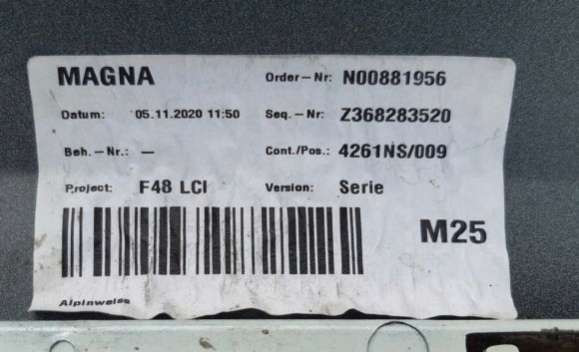 MAGNA Order-Nr: N00881956
Datum: 05.11.2020 11:50 Seq.-Nr: Z368283520
Beh.-Nr.: — Cont./Pos.: 4261NS/009
Project: F48 LCI Version: Serie
M25
Alpinweiss